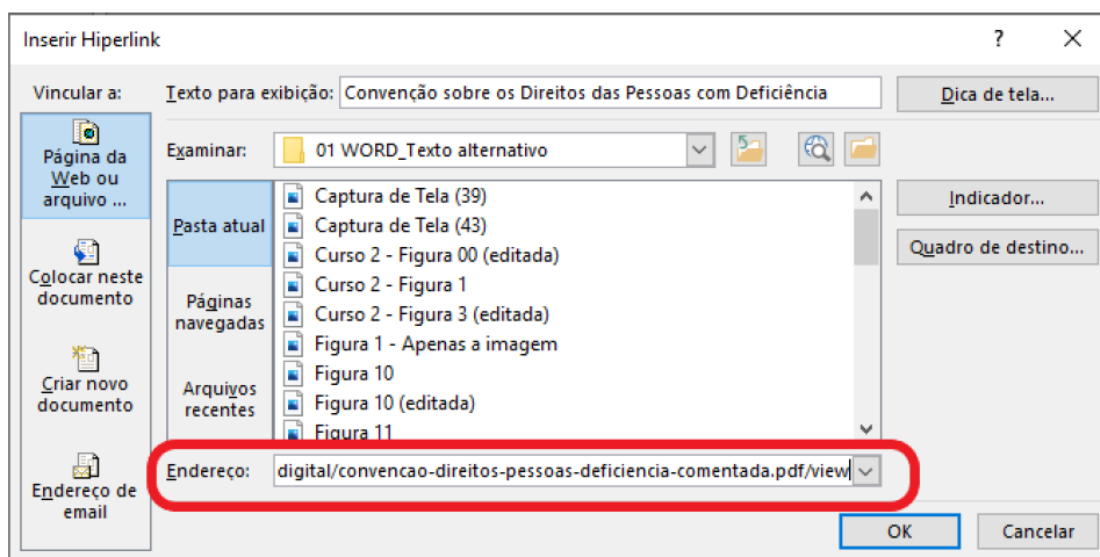 Inserir Hiperlink
?
Vincular a:
Texto para exibição:
Convenção sobre os Direitos das Pessoas com Deficiência
Dica de tela...
Página da
Web ou
arquivo ...
Examinar:
01 WORD_Texto alternativo
Colocar neste
documento
Criar novo
documento
Endereço de
email
Pasta atual
Páginas
navegadas
Arquivos
recentes
Captura de Tela (39)
Captura de Tela (43)
Curso 2 - Figura 00 (editada)
Curso 2 - Figura 1
Curso 2 - Figura 3 (editada)
Figura 1 - Apenas a imagem
Figura 10
Figura 10 (editada)
Figura 11
Indicador...
Quadro de destino...
Endereço:
digital/convencao-direitos-pessoas-deficiencia-comentada.pdf/view
OK
Cancelar